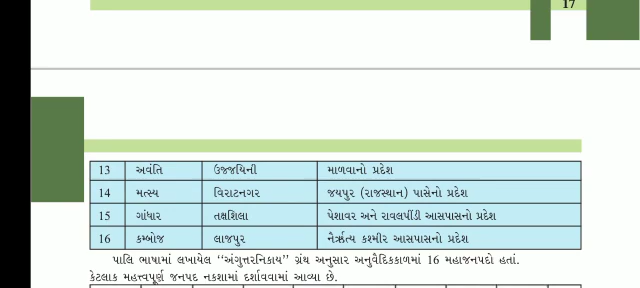 17
13 અવંતિ ઉજ્જયિની માળવાનો પ્રદેશ
14 મત્સ્ય વિરાટનગર જયપુર (રાજસ્થાન) પાસેનો પ્રદેશ
15 ગાંધાર તક્ષશિલા પેશાવર અને રાવલપીંડી આસપાસનો પ્રદેશ
16 કમ્બોજ લાજપુર નૈર્ઋત્ય કશ્મીર આસપાસનો પ્રદેશ
પાલિ ભાષામાં લખાયેલ ‘‘અંગુત્તરનિકાય’’ ગ્રંથ અનુસાર અનુવૈદિકકાળમાં 16 મહાજનપદો હતાં.
કેટલાક મહત્ત્વપૂર્ણ જનપદ નકશામાં દર્શાવવામાં આવ્યા છે.